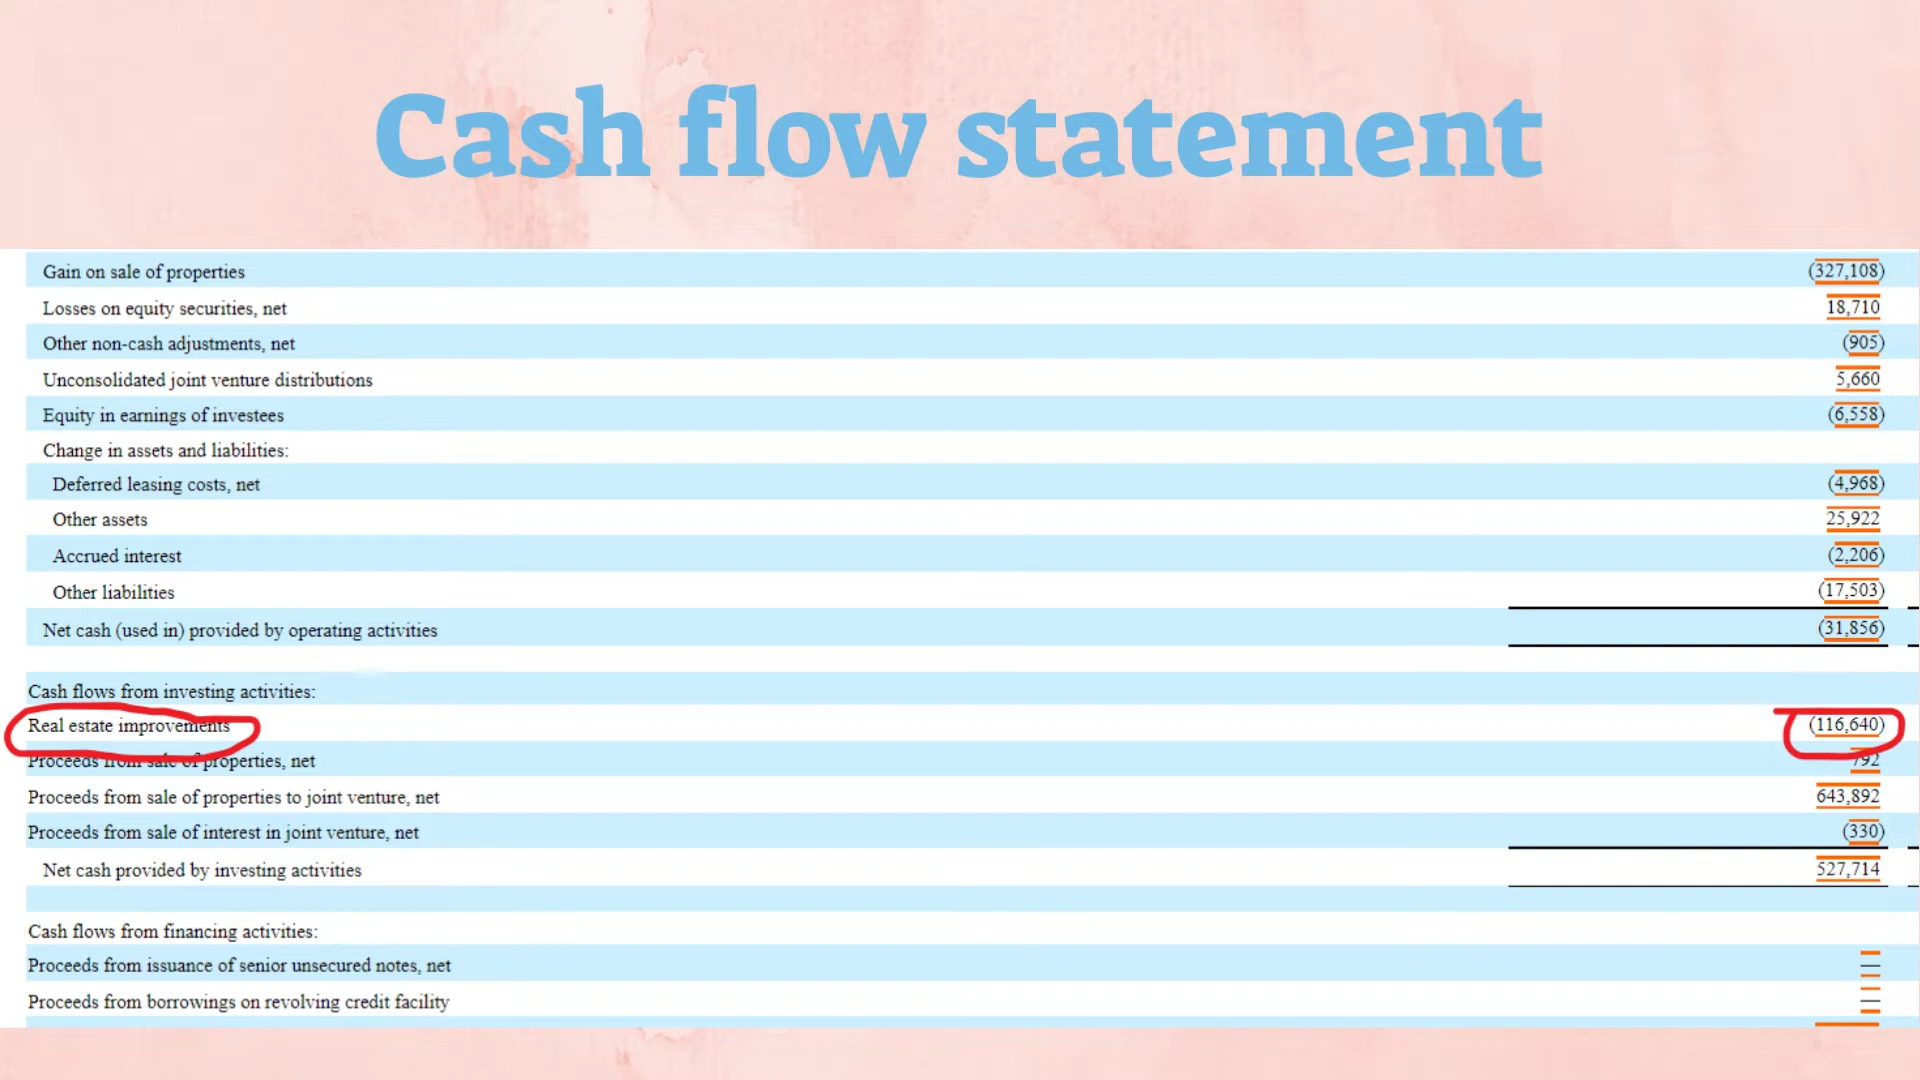 Cash flow statement
Gain on sale of properties (327,108)
Losses on equity securities, net 18,710
Other non-cash adjustments, net (905)
Unconsolidated joint venture distributions 5,660
Equity in earnings of investees (6,558)
Change in assets and liabilities:
Deferred leasing costs, net (4,968)
Other assets 25,922
Accrued interest (2,206)
Other liabilities (17,503)
Net cash (used in) provided by operating activities (31,856)
Cash flows from investing activities:
Real estate improvements (116,640)
Proceeds from sale of properties, net 792
Proceeds from sale of properties to joint venture, net 643,892
Proceeds from sale of interest in joint venture, net (330)
Net cash provided by investing activities 527,714
Cash flows from financing activities:
Proceeds from issuance of senior unsecured notes, net —
Proceeds from borrowings on revolving credit facility —